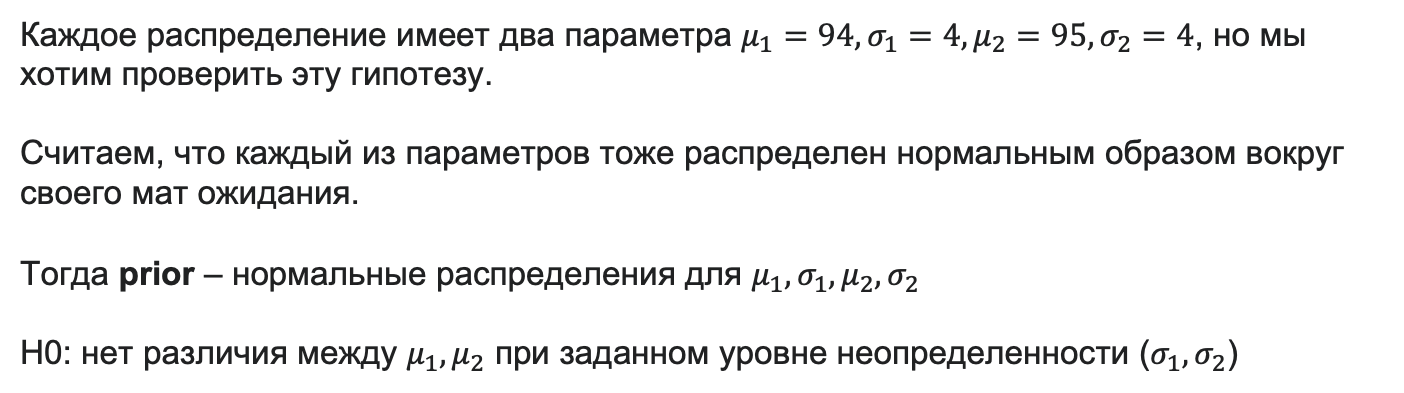 Каждое распределение имеет два параметра μ₁ = 94, σ₁ = 4, μ₂ = 95, σ₂ = 4, но мы
хотим проверить эту гипотезу.
Считаем, что каждый из параметров тоже распределен нормальным образом вокруг
своего мат ожидания.
Тогда prior – нормальные распределения для μ₁, σ₁, μ₂, σ₂
H0: нет различия между μ₁, μ₂ при заданном уровне неопределенности (σ₁, σ₂)